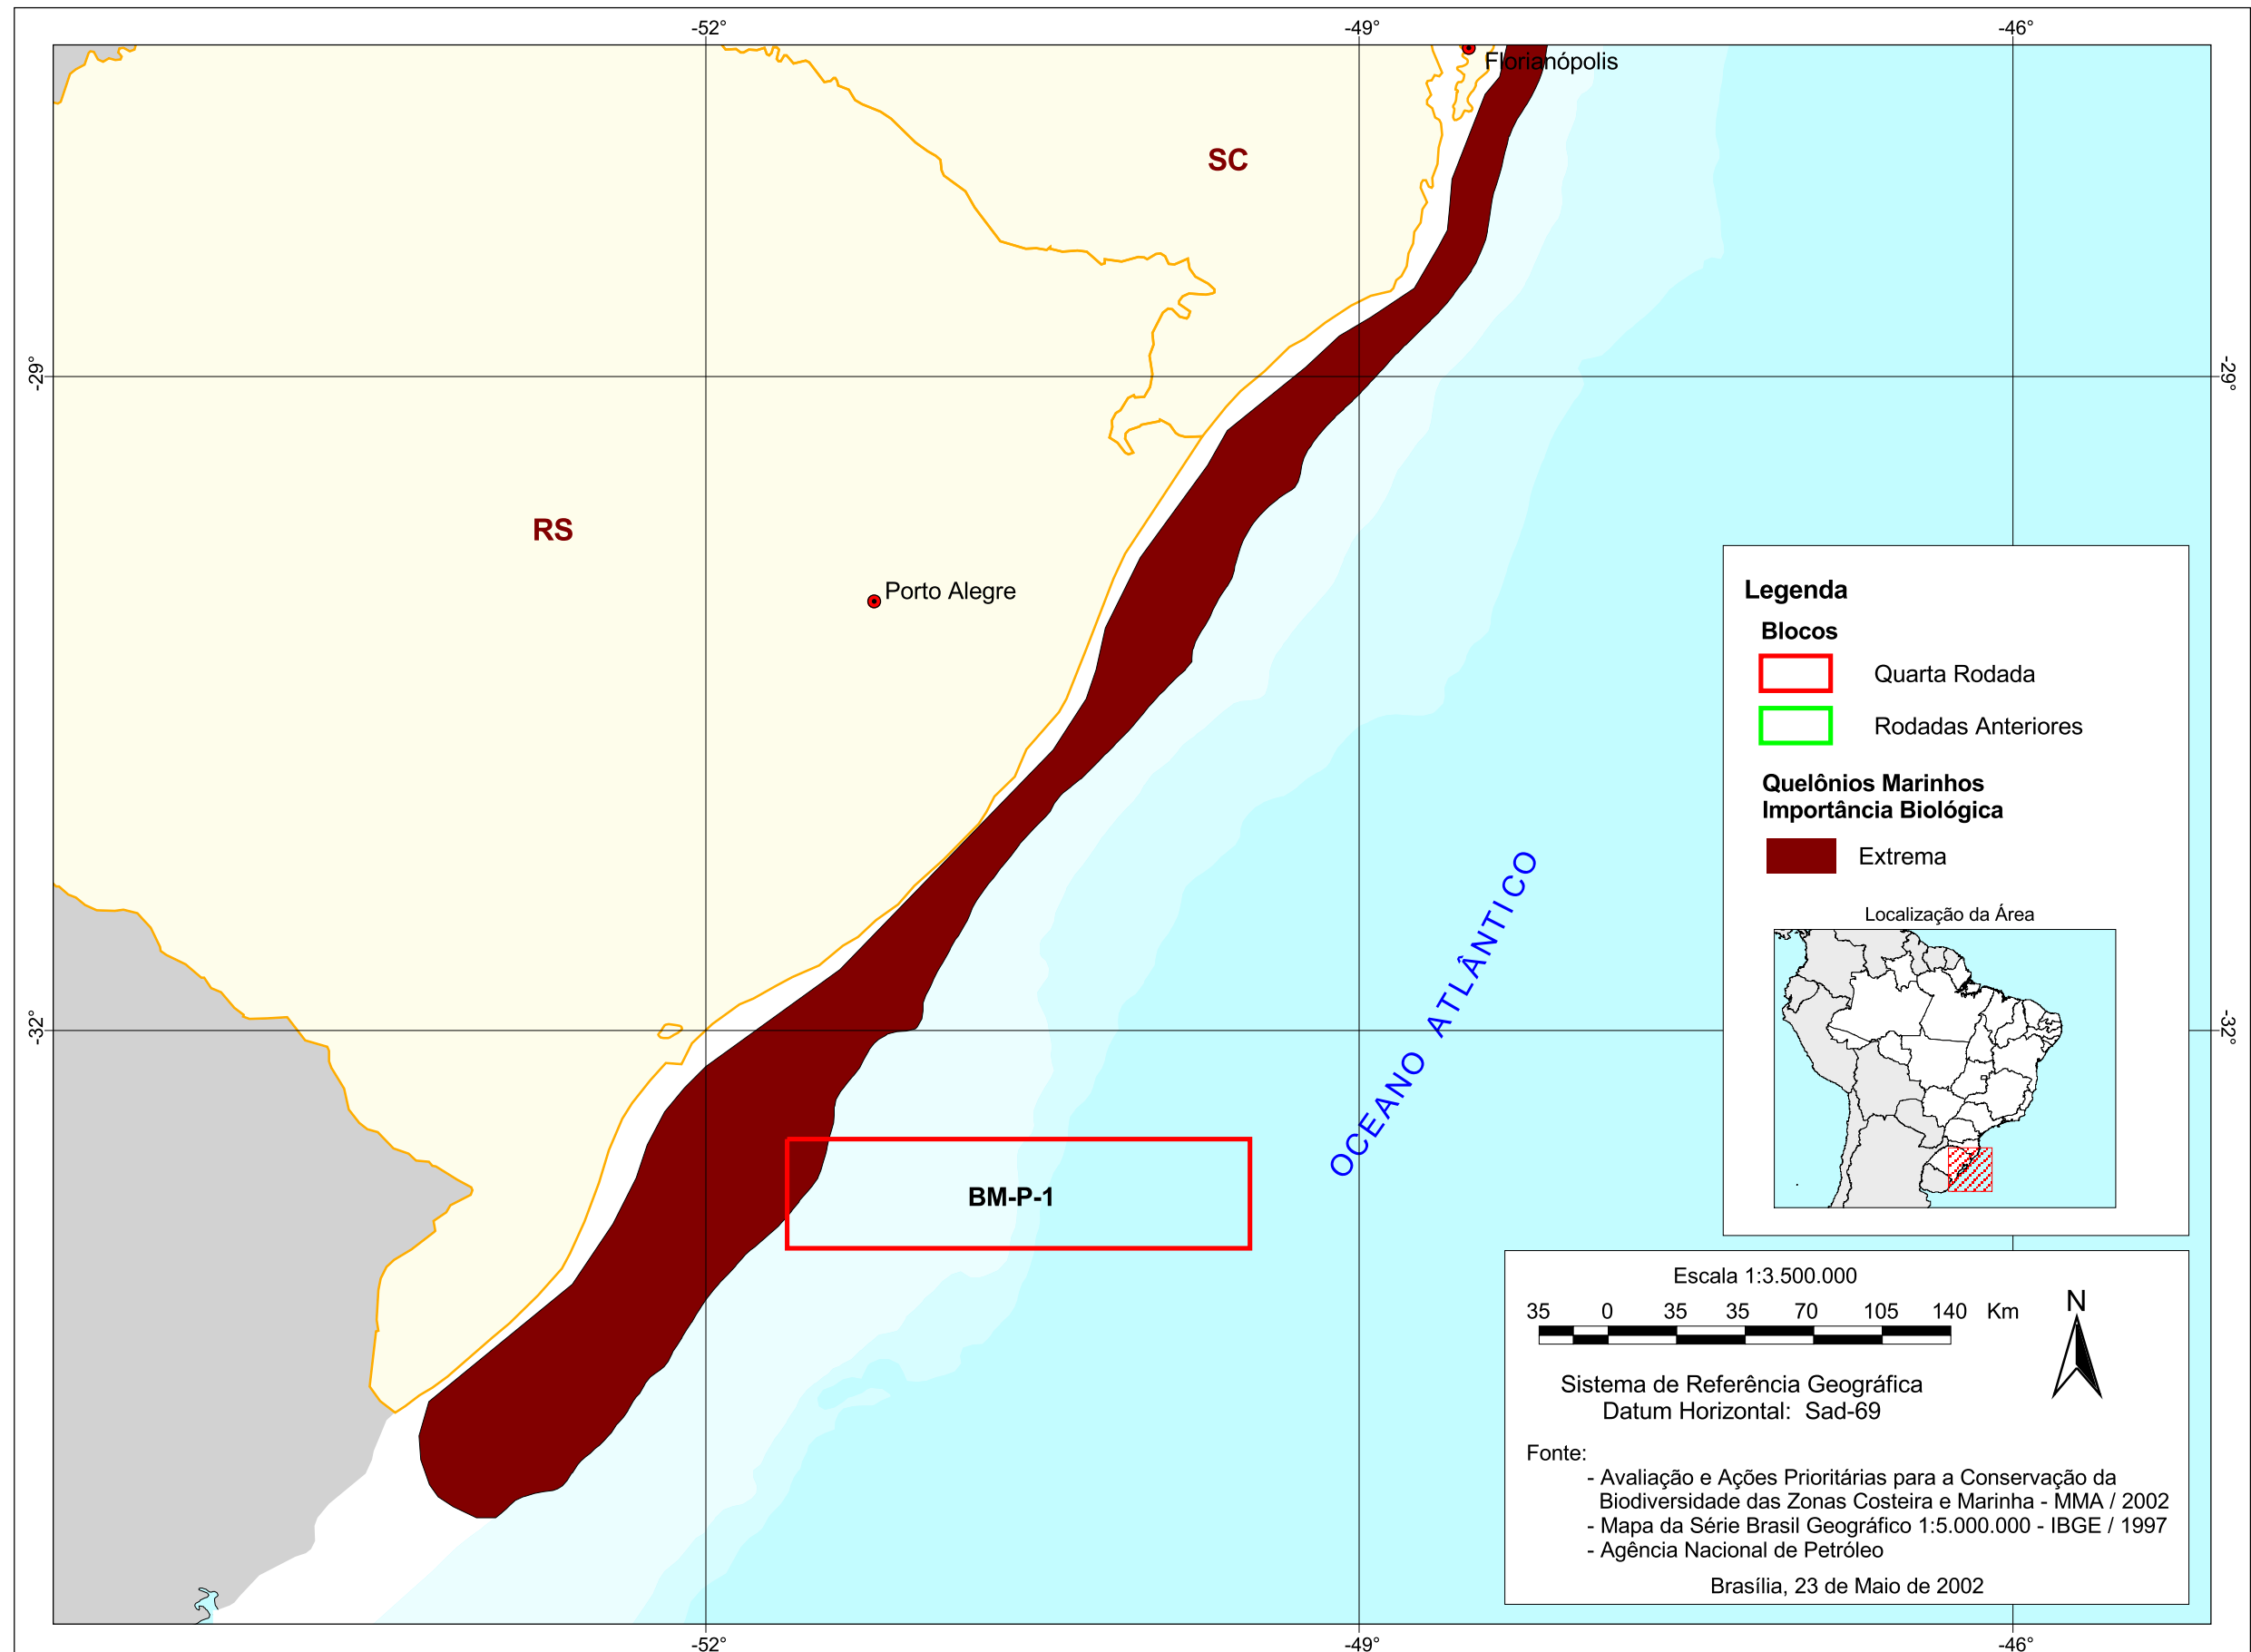 -52°
-49°
-46°
Florianópolis
SC
-29°
-29°
RS
Porto Alegre
Legenda
Blocos
Quarta Rodada
Rodadas Anteriores
Quelônios Marinhos
Importância Biológica
Extrema
Localização da Área
OCEANO ATLÂNTICO
-32°
-32°
BM-P-1
Escala 1:3.500.000
35 0 35 35 70 105 140 Km
N
Sistema de Referência Geográfica
Datum Horizontal: Sad-69
Fonte:
- Avaliação e Ações Prioritárias para a Conservação da
Biodiversidade das Zonas Costeira e Marinha - MMA / 2002
- Mapa da Série Brasil Geográfico 1:5.000.000 - IBGE / 1997
- Agência Nacional de Petróleo
Brasília, 23 de Maio de 2002
-52°
-49°
-46°